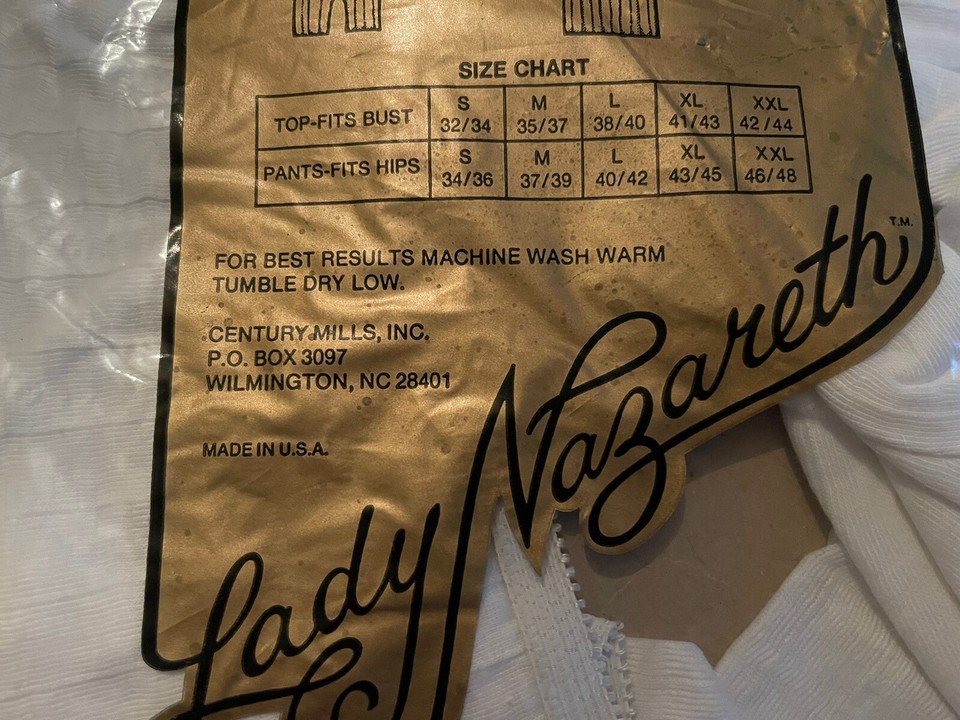 SIZE CHART
TOP-FITS BUST S 32/34 M 35/37 L 38/40 XL 41/43 XXL 42/44
PANTS-FITS HIPS S 34/36 M 37/39 L 40/42 XL 43/45 XXL 46/48
FOR BEST RESULTS MACHINE WASH WARM
TUMBLE DRY LOW.
CENTURY MILLS, INC.
P.O. BOX 3097
WILMINGTON, NC 28401
MADE IN U.S.A.
Lady Nazareth T.M.